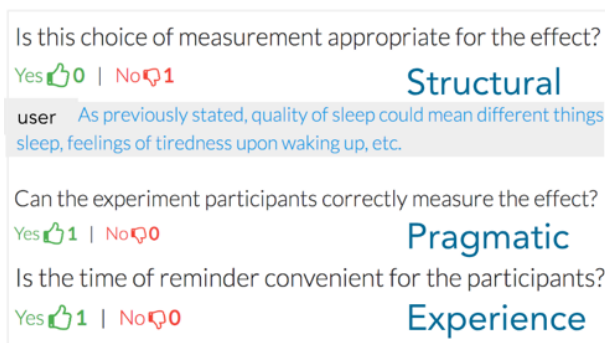 Is this choice of measurement appropriate for the effect?
Yes 0 | No 1
Structural
user As previously stated, quality of sleep could mean different things
sleep, feelings of tiredness upon waking up, etc.
Can the experiment participants correctly measure the effect?
Yes 1 | No 0
Pragmatic
Is the time of reminder convenient for the participants?
Yes 1 | No 0
Experience